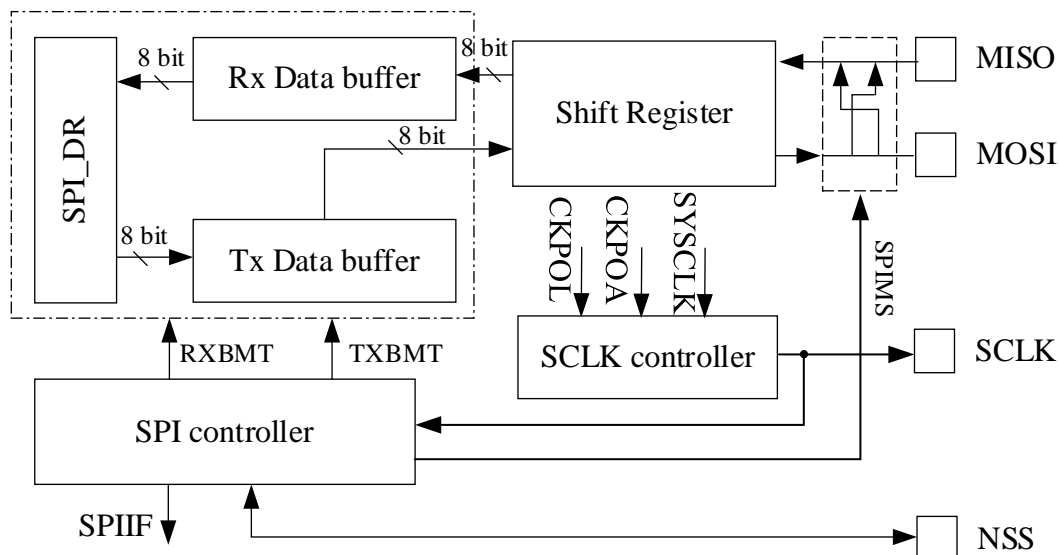 8 bit
Rx Data buffer
8 bit
Shift Register
MISO
MOSI
SPI_DR
8 bit
8 bit
Tx Data buffer
CKPOL
CKPOA
SYSCLK
SPIMS
RXBMT
TXBMT
SCLK controller
SCLK
SPI controller
SPIIF
NSS